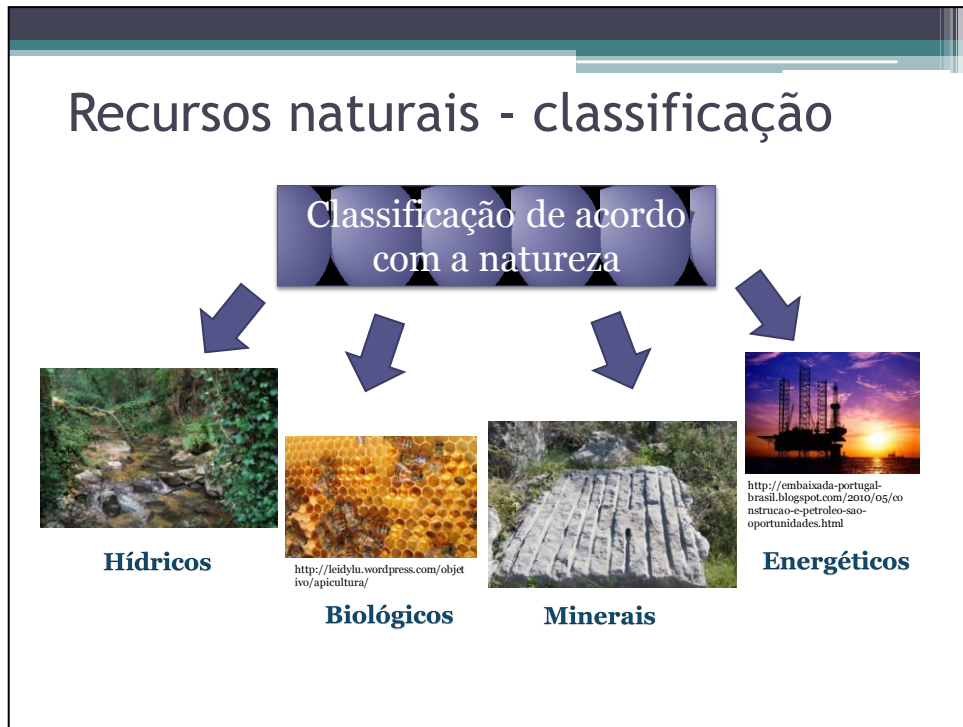 Recursos naturais - classificação
Classificação de acordo
com a natureza
Hídricos
http://leidylu.wordpress.com/objet
ivo/apicultura/
Biológicos
Minerais
http://embaixada-portugal-
brasil.blogspot.com/2010/05/co
nstrucao-e-petroleo-sao-
oportunidades.html
Energéticos